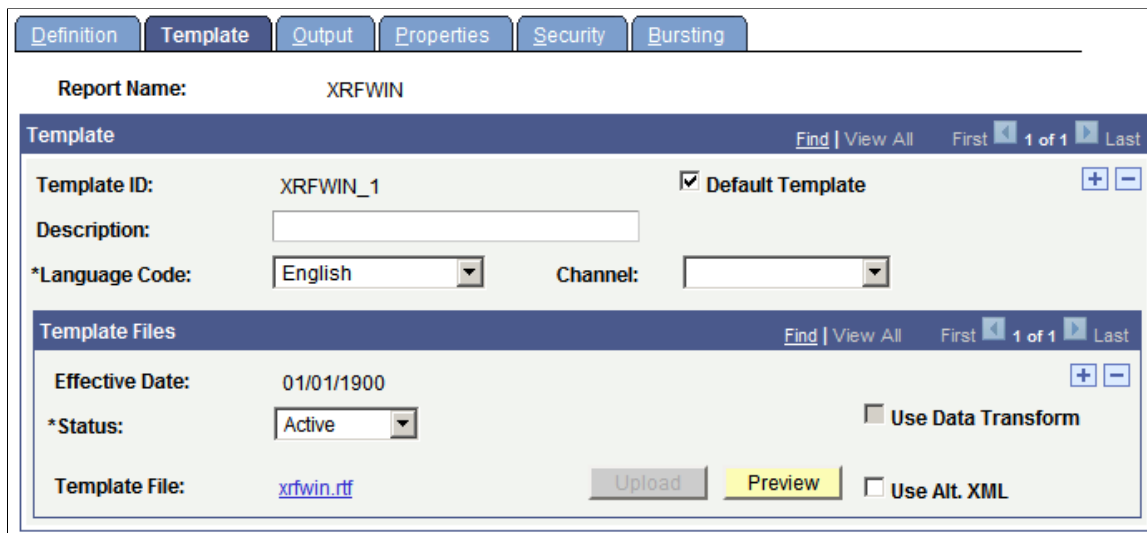 Definition Template Output Properties Security Bursting
Report Name: XRFWIN
Template Find | View All First 1 of 1 Last
Template ID: XRFWIN_1 Default Template
Description:
*Language Code: English Channel:
Template Files Find | View All First 1 of 1 Last
Effective Date: 01/01/1900
*Status: Active Use Data Transform
Template File: xrfwin.rtf Upload Preview Use Alt. XML